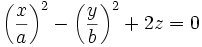 (x/a)² − (y/b)² + 2z = 0